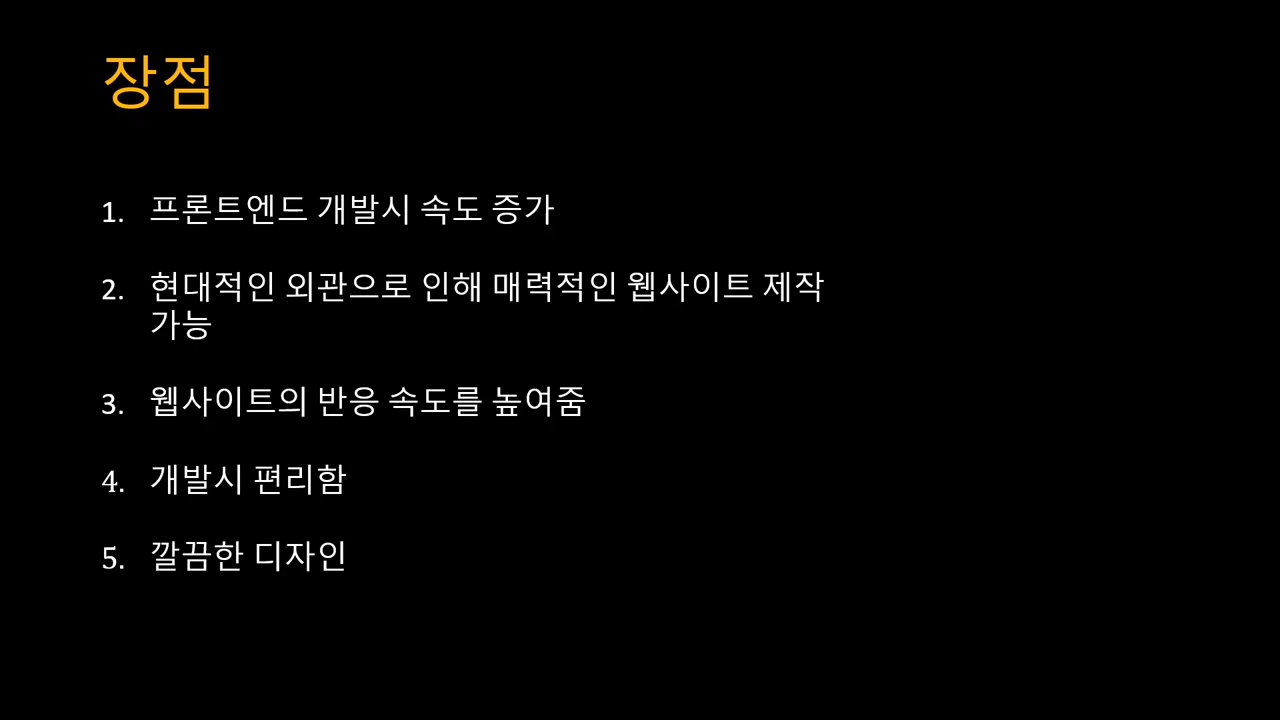 장점
1. 프론트엔드 개발시 속도 증가
2. 현대적인 외관으로 인해 매력적인 웹사이트 제작
가능
3. 웹사이트의 반응 속도를 높여줌
4. 개발시 편리함
5. 깔끔한 디자인